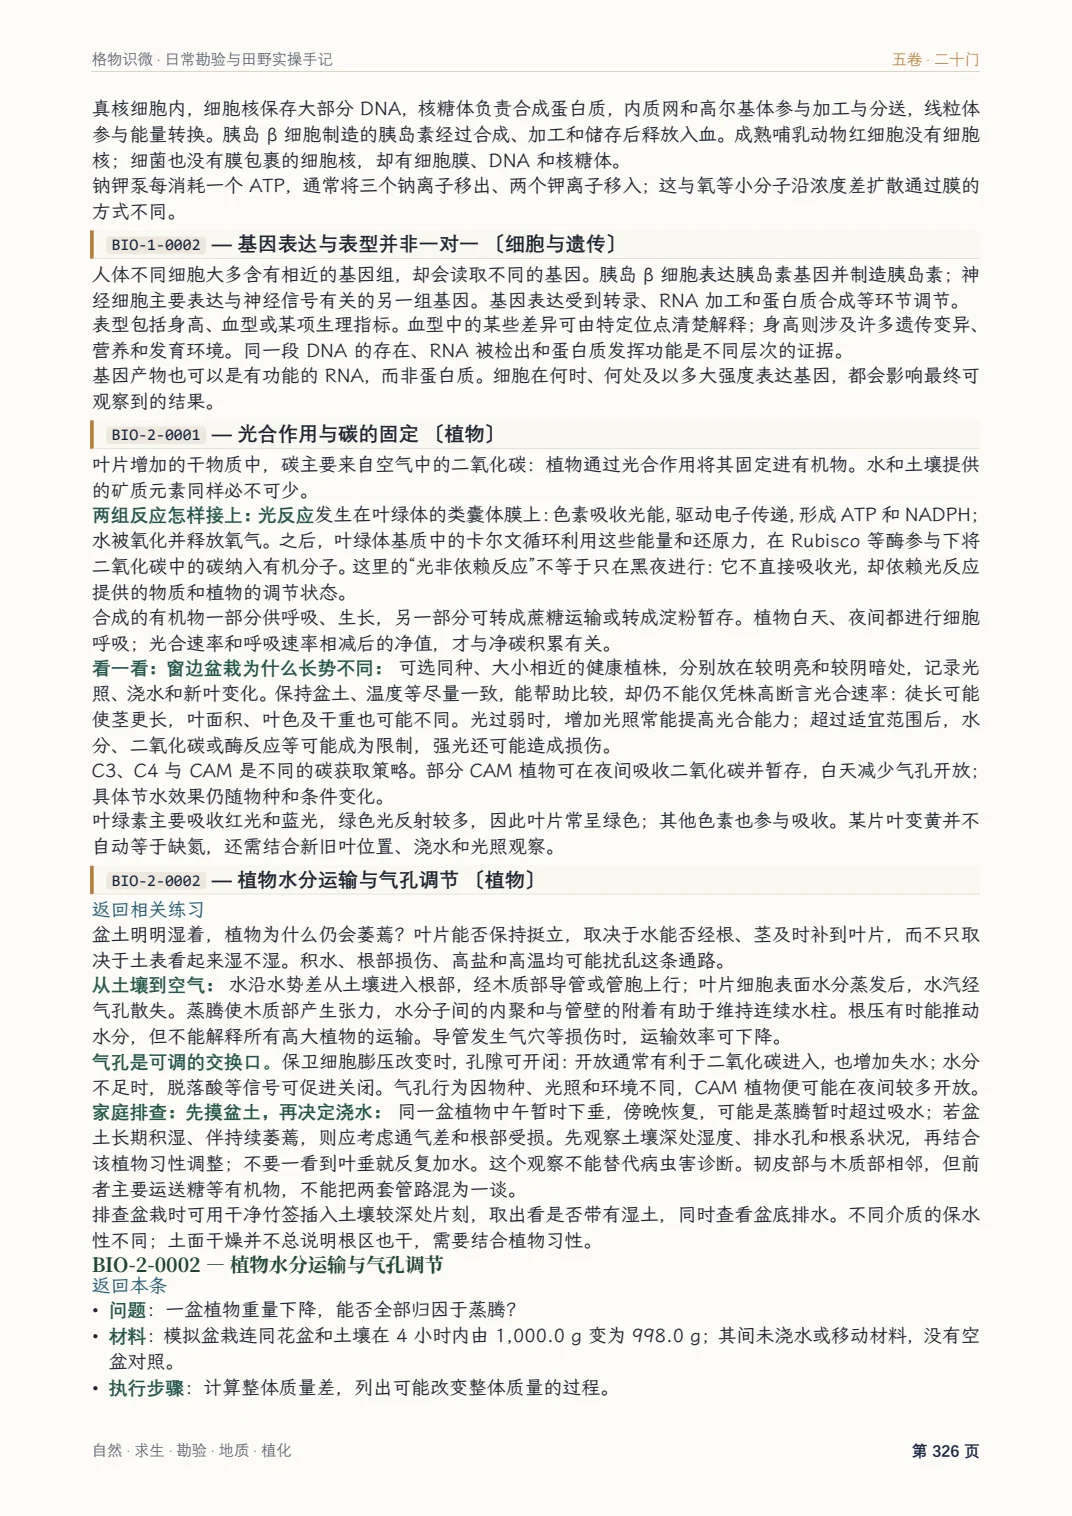 格物识微 · 日常勘验与田野实操手记
五卷 · 二十门
真核细胞内，细胞核保存大部分 DNA，核糖体负责合成蛋白质，内质网和高尔基体参与加工与分送，线粒体
参与能量转换。胰岛 β 细胞制造的胰岛素经过合成、加工和储存后释放入血。成熟哺乳动物红细胞没有细胞
核；细菌也没有膜包裹的细胞核，却有细胞膜、DNA 和核糖体。
钠钾泵每消耗一个 ATP，通常将三个钠离子移出、两个钾离子移入；这与氧等小分子沿浓度差扩散通过膜的
方式不同。
BIO-1-0002 — 基因表达与表型并非一对一 〔细胞与遗传〕
人体不同细胞大多含有相近的基因组，却会读取不同的基因。胰岛 β 细胞表达胰岛素基因并制造胰岛素；神
经细胞主要表达与神经信号有关的另一组基因。基因表达受到转录、RNA 加工和蛋白质合成等环节调节。
表型包括身高、血型或某项生理指标。血型中的某些差异可由特定位点清楚解释；身高则涉及许多遗传变异、
营养和发育环境。同一段 DNA 的存在、RNA 被检出和蛋白质发挥功能是不同层次的证据。
基因产物也可以是有功能的 RNA，而非蛋白质。细胞在何时、何处及以多大强度表达基因，都会影响最终可
观察到的结果。
BIO-2-0001 — 光合作用与碳的固定 〔植物〕
叶片增加的干物质中，碳主要来自空气中的二氧化碳：植物通过光合作用将其固定进有机物。水和土壤提供
的矿质元素同样必不可少。
两组反应怎样接上：光反应发生在叶绿体的类囊体膜上：色素吸收光能，驱动电子传递，形成 ATP 和 NADPH；
水被氧化并释放氧气。之后，叶绿体基质中的卡尔文循环利用这些能量和还原力，在 Rubisco 等酶参与下将
二氧化碳中的碳纳入有机分子。这里的“光非依赖反应”不等于只在黑夜进行：它不直接吸收光，却依赖光反应
提供的物质和植物的调节状态。
合成的有机物一部分供呼吸、生长，另一部分可转成蔗糖运输或转成淀粉暂存。植物白天、夜间都进行细胞
呼吸；光合速率和呼吸速率相减后的净值，才与净碳积累有关。
看一看：窗边盆栽为什么长势不同： 可选同种、大小相近的健康植株，分别放在较明亮和较阴暗处，记录光
照、浇水和新叶变化。保持盆土、温度等尽量一致，能帮助比较，却仍不能仅凭株高断言光合速率：徒长可能
使茎更长，叶面积、叶色及干重也可能不同。光过弱时，增加光照常能提高光合能力；超过适宜范围后，水
分、二氧化碳或酶反应等可能成为限制，强光还可能造成损伤。
C3、C4 与 CAM 是不同的碳获取策略。部分 CAM 植物可在夜间吸收二氧化碳并暂存，白天减少气孔开放；
具体节水效果仍随物种和条件变化。
叶绿素主要吸收红光和蓝光，绿色光反射较多，因此叶片常呈绿色；其他色素也参与吸收。某片叶变黄并不
自动等于缺氮，还需结合新旧叶位置、浇水和光照观察。
BIO-2-0002 — 植物水分运输与气孔调节 〔植物〕
返回相关练习
盆土明明湿着，植物为什么仍会萎蔫？叶片能否保持挺立，取决于水能否经根、茎及时补到叶片，而不只取
决于土表看起来湿不湿。积水、根部损伤、高盐和高温均可能扰乱这条通路。
从土壤到空气： 水沿水势差从土壤进入根部，经木质部导管或管胞上行；叶片细胞表面水分蒸发后，水汽经
气孔散失。蒸腾使木质部产生张力，水分子间的内聚和与管壁的附着有助于维持连续水柱。根压有时能推动
水分，但不能解释所有高大植物的运输。导管发生气穴等损伤时，运输效率可下降。
气孔是可调的交换口。保卫细胞膨压改变时，孔隙可开闭：开放通常有利于二氧化碳进入，也增加失水；水分
不足时，脱落酸等信号可促进关闭。气孔行为因物种、光照和环境不同，CAM 植物便可能在夜间较多开放。
家庭排查：先摸盆土，再决定浇水： 同一盆植物中午暂时下垂，傍晚恢复，可能是蒸腾暂时超过吸水；若盆
土长期积湿、伴持续萎蔫，则应考虑通气差和根部受损。先观察土壤深处湿度、排水孔和根系状况，再结合
该植物习性调整；不要一看到叶垂就反复加水。这个观察不能替代病虫害诊断。韧皮部与木质部相邻，但前
者主要运送糖等有机物，不能把两套管路混为一谈。
排查盆栽时可用干净竹签插入土壤较深处片刻，取出看是否带有湿土，同时查看盆底排水。不同介质的保水
性不同；土面干燥并不总说明根区也干，需要结合植物习性。
BIO-2-0002 — 植物水分运输与气孔调节
返回本条
• 问题：一盆植物重量下降，能否全部归因于蒸腾？
• 材料：模拟盆栽连同花盆和土壤在 4 小时内由 1,000.0 g 变为 998.0 g；其间未浇水或移动材料，没有空
盆对照。
• 执行步骤：计算整体质量差，列出可能改变整体质量的过程。
自然 · 求生 · 勘验 · 地质 · 植化
第 326 页